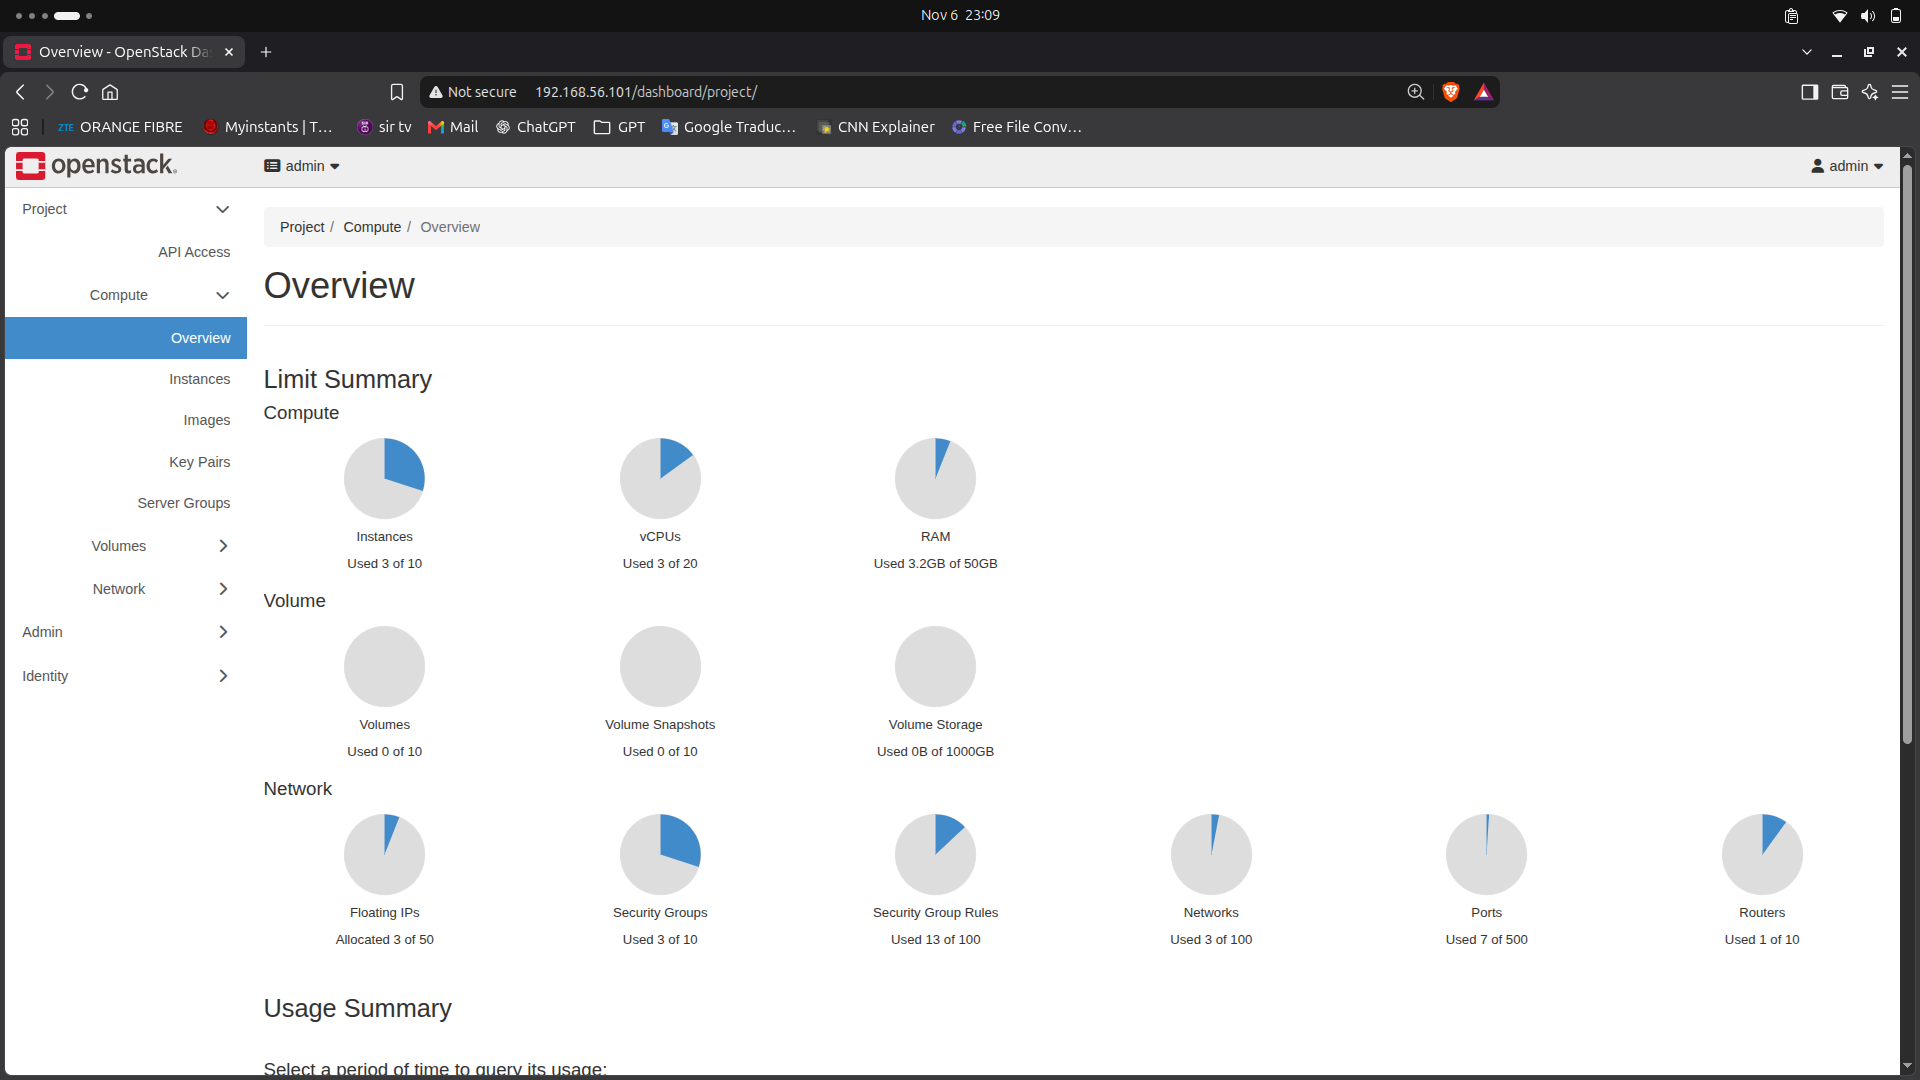 Nov 6 23:09
Overview - OpenStack Da
Not secure 192.168.56.101/dashboard/project/
ZTE ORANGE FIBRE Myinstants | T... sir tv Mail ChatGPT GPT Google Traduc... CNN Explainer Free File Conv...
openstack. admin admin
Project
API Access
Compute
Overview
Instances
Images
Key Pairs
Server Groups
Volumes
Network
Admin
Identity
Project / Compute / Overview
Overview
Limit Summary
Compute
Instances vCPUs RAM
Used 3 of 10 Used 3 of 20 Used 3.2GB of 50GB
Volume
Volumes Volume Snapshots Volume Storage
Used 0 of 10 Used 0 of 10 Used 0B of 1000GB
Network
Floating IPs Security Groups Security Group Rules Networks Ports Routers
Allocated 3 of 50 Used 3 of 10 Used 13 of 100 Used 3 of 100 Used 7 of 500 Used 1 of 10
Usage Summary
Select a period of time to query its usage: